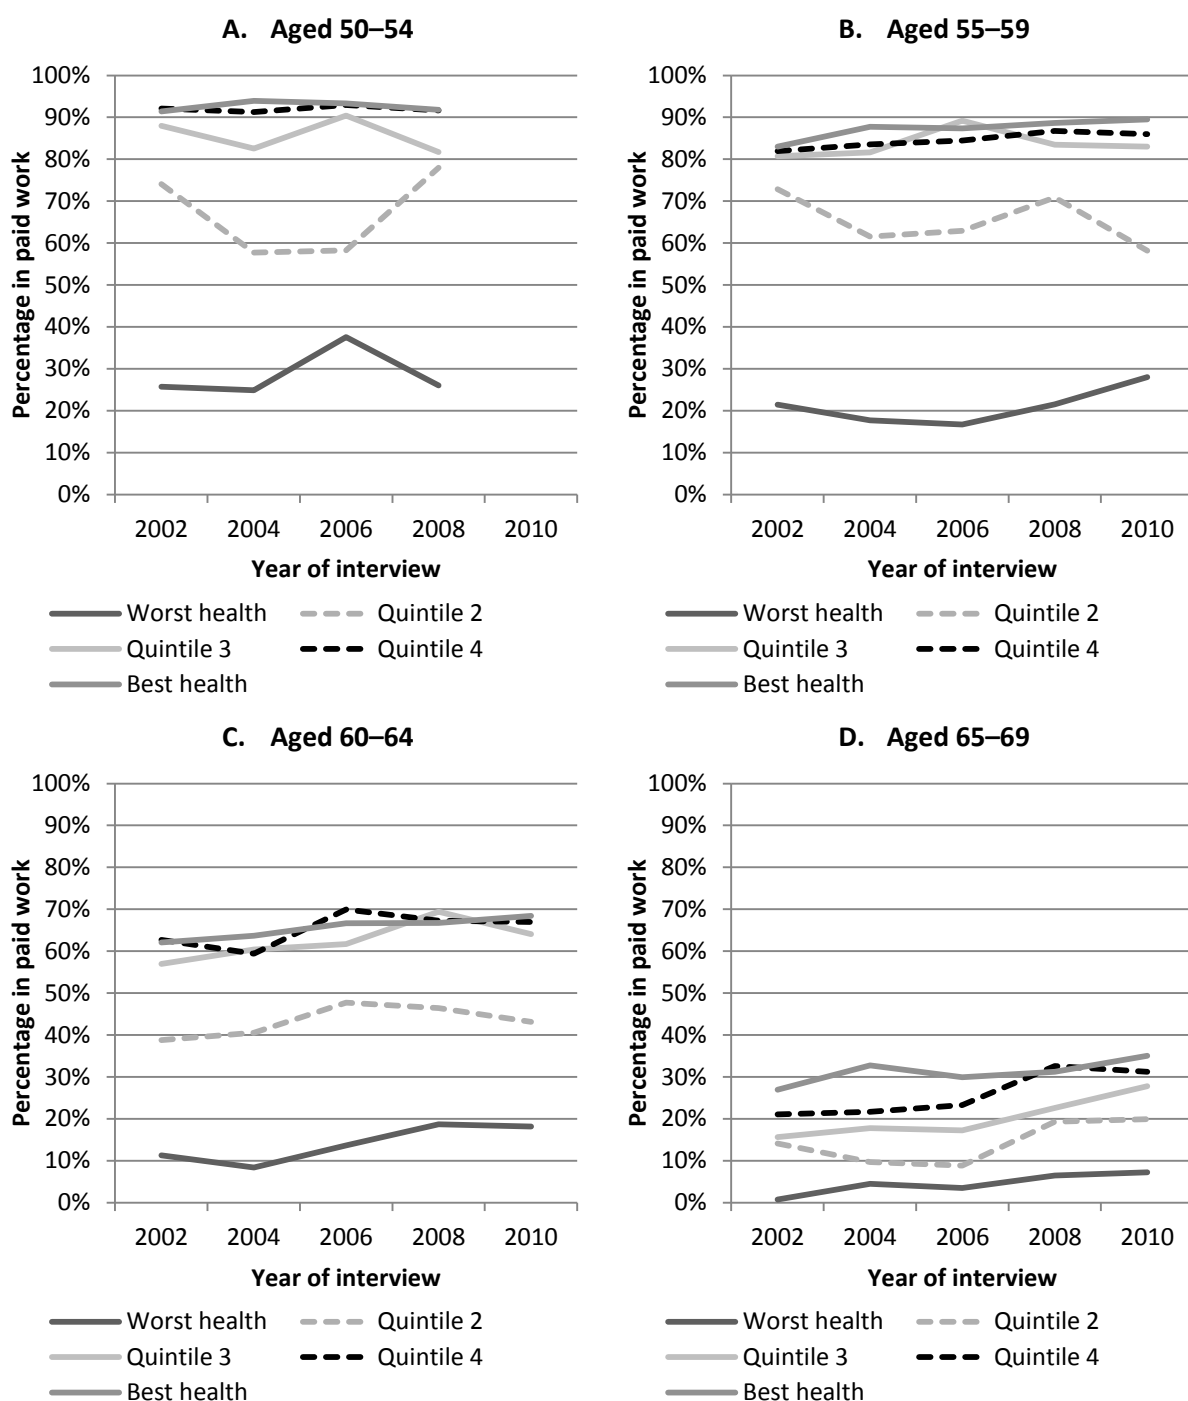 A. Aged 50–54
100%
90%
80%
70%
60%
50%
40%
30%
20%
10%
0%
Percentage in paid work
2002 2004 2006 2008 2010
Year of interview
Worst health Quintile 2
Quintile 3 Quintile 4
Best health
B. Aged 55–59
100%
90%
80%
70%
60%
50%
40%
30%
20%
10%
0%
Percentage in paid work
2002 2004 2006 2008 2010
Year of interview
Worst health Quintile 2
Quintile 3 Quintile 4
Best health
C. Aged 60–64
100%
90%
80%
70%
60%
50%
40%
30%
20%
10%
0%
Percentage in paid work
2002 2004 2006 2008 2010
Year of interview
Worst health Quintile 2
Quintile 3 Quintile 4
Best health
D. Aged 65–69
100%
90%
80%
70%
60%
50%
40%
30%
20%
10%
0%
Percentage in paid work
2002 2004 2006 2008 2010
Year of interview
Worst health Quintile 2
Quintile 3 Quintile 4
Best health